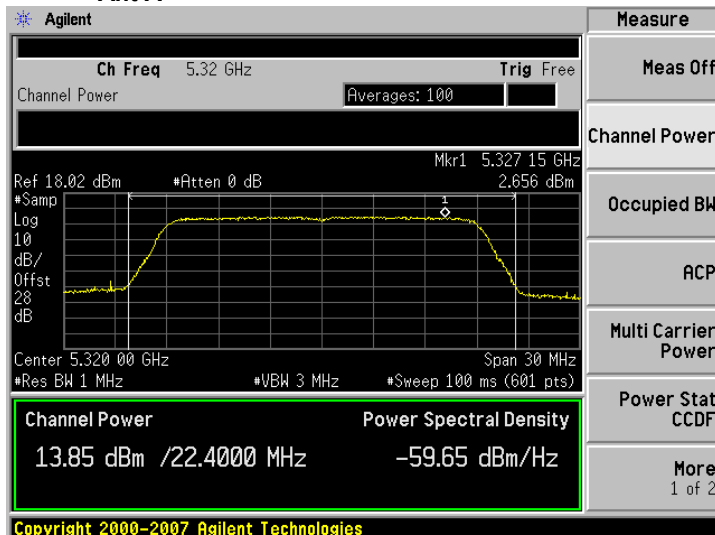 Agilent
Measure
Ch Freq 5.32 GHz
Trig Free
Channel Power
Averages: 100
Mkr1 5.327 15 GHz
Ref 18.02 dBm
#Atten 0 dB
2.656 dBm
#Samp
Log
10
dB/
Offst
28
dB
1
Center 5.320 00 GHz
Span 30 MHz
#Res BW 1 MHz
#VBW 3 MHz
#Sweep 100 ms (601 pts)
Channel Power
Power Spectral Density
13.85 dBm /22.4000 MHz
-59.65 dBm/Hz
Meas Off
Channel Power
Occupied BW
ACP
Multi Carrier
Power
Power Stat
CCDF
More
1 of 2
Copyright 2000-2007 Agilent Technologies